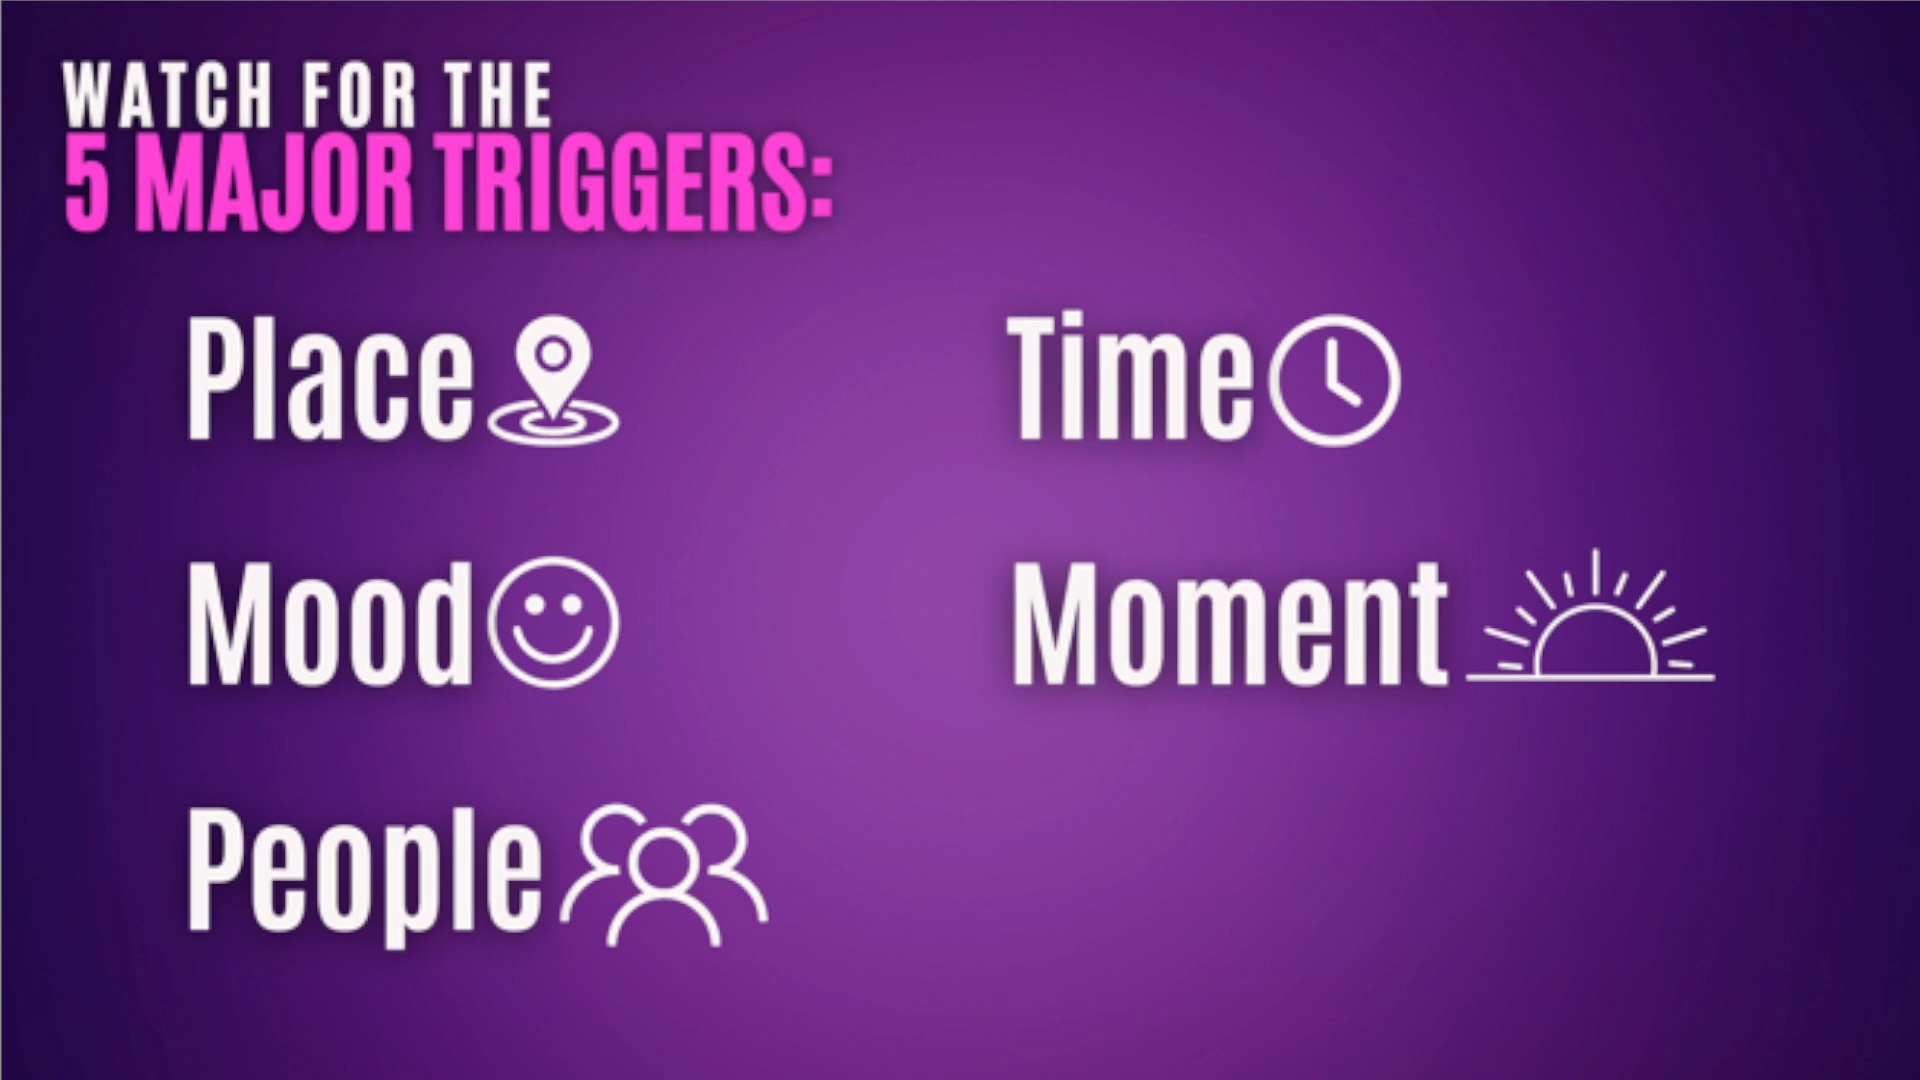 WATCH FOR THE
5 MAJOR TRIGGERS:
Place
Time
Mood
Moment
People